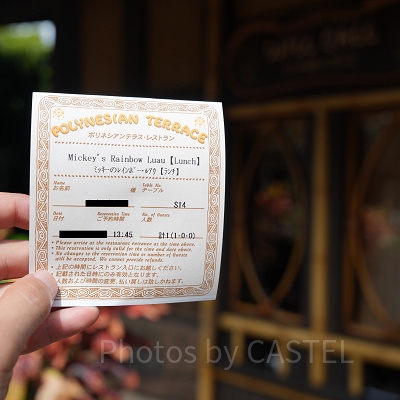 POLYNESIAN TERRACE
ポリネシアンテラス・レストラン
Mickey's Rainbow Luau 【Lunch】
ミッキーのレインボー・ルアウ 【ランチ】
Name
お名前
様
Table No.
テーブル
S14
Date
日付
Reservation Time
ご予約時間
13:45
No. of Guests
人数
計1(1-0-0)
* Please arrive at the restaurant entrance at the time above.
* This reservation is only valid for the time and date above.
* No changes to the reservation time or number of Guests
will be accepted. We cannot provide refunds.
* 上記の時間にレストラン入口にお越しください。
* 記載された日時にのみ有効となります。
* 人数および時間の変更、払い戻しは致しかねます。
Photos by CASTEL